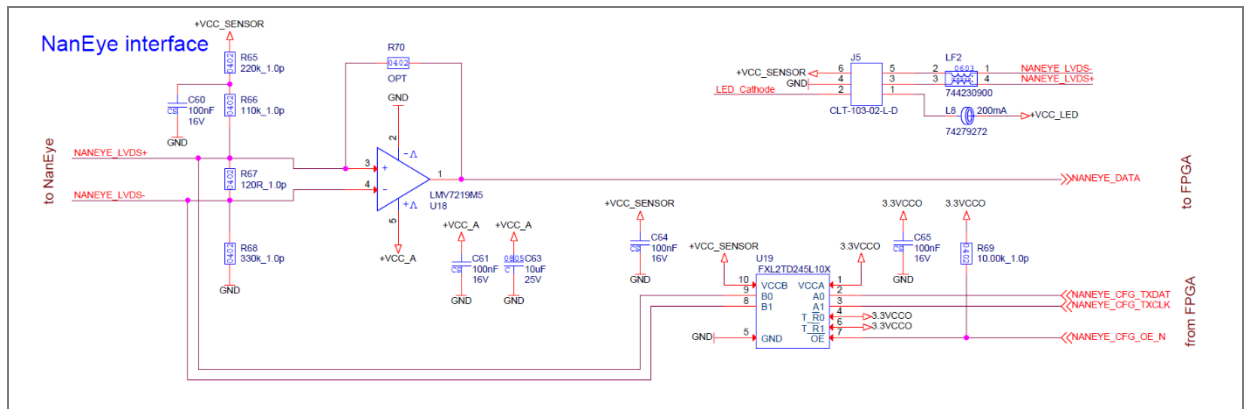 NanEye interface
+VCC_SENSOR
R65
0402
220k_1.0p
C60
100nF
16V
GND
R66
0402
110k_1.0p
R70
0402
OPT
GND
to NanEye
NANEYE_LVDS+
NANEYE_LVDS-
R67
0402
120R_1.0p
R68
0402
330k_1.0p
GND
2
3
4
1
5
+
-
LMV7219M5
U18
+VCC_A
+VCC_A
C61
100nF
16V
GND
+VCC_A
C63
0805
10uF
25V
GND
J5
+VCC_SENSOR
GND
LED_Cathode
6
4
2
5
3
1
CLT-103-02-L-D
LF2
0603
2
3
1
4
744230900
NANEYE_LVDS-
NANEYE_LVDS+
L8
200mA
74279272
+VCC_LED
NANEYE_DATA
to FPGA
+VCC_SENSOR
C64
100nF
16V
GND
+VCC_SENSOR
3.3VCCO
U19
FXL2TD245L10X
10
9
8
5
VCCB
B0
B1
GND
VCCA
A0
A1
T_R0
T_R1
OE
1
2
3
4
6
7
GND
3.3VCCO
C65
100nF
16V
GND
3.3VCCO
R69
0402
10.00k_1.0p
NANEYE_CFG_TXDAT
NANEYE_CFG_TXCLK
3.3VCCO
3.3VCCO
NANEYE_CFG_OE_N
from FPGA